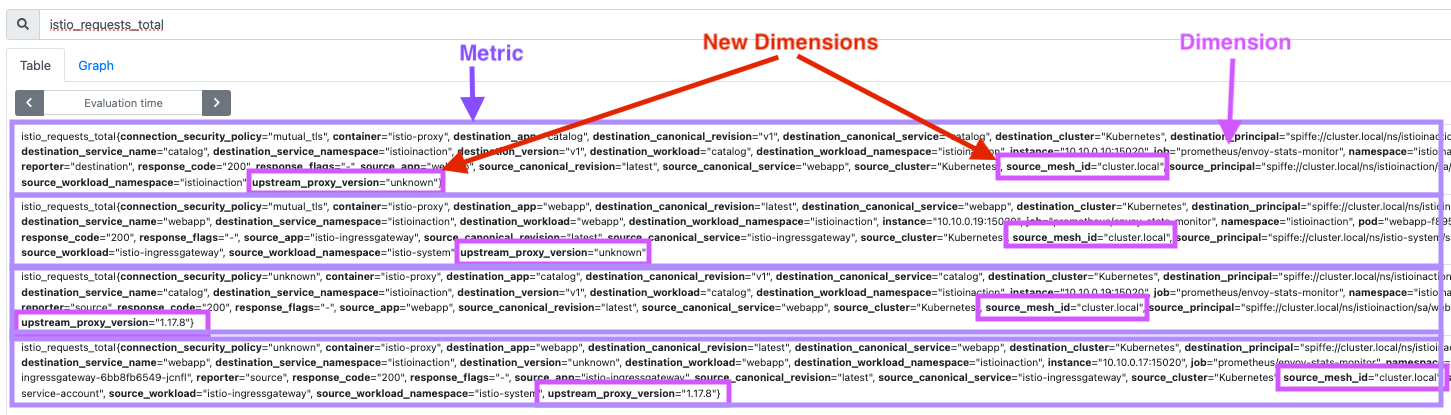 istio_requests_total
Metric
New Dimensions
Dimension
Table Graph
Evaluation time
istio_requests_total{connection_security_policy="mutual_tls", container="istio-proxy", destination_app="catalog", destination_canonical_revision="v1", destination_canonical_service="catalog", destination_cluster="Kubernetes", destination_principal="spiffe://cluster.local/ns/istioinactio
destination_service_name="catalog", destination_service_namespace="istioinaction", destination_version="v1", destination_workload="catalog", destination_workload_namespace="istioinaction", instance="10.10.0.19:15020", job="prometheus/envoy-stats-monitor", namespace="istioina
reporter="destination", response_code="200", response_flags="-", source_app="webapp", source_canonical_revision="latest", source_canonical_service="webapp", source_cluster="Kubernetes", source_mesh_id="cluster.local", source_principal="spiffe://cluster.local/ns/istioinaction/sa/
source_workload_namespace="istioinaction", upstream_proxy_version="unknown"}
istio_requests_total{connection_security_policy="mutual_tls", container="istio-proxy", destination_app="webapp", destination_canonical_revision="latest", destination_canonical_service="webapp", destination_cluster="Kubernetes", destination_principal="spiffe://cluster.local/ns/istioin
destination_service_name="webapp", destination_service_namespace="istioinaction", destination_workload="webapp", destination_workload_namespace="istioinaction", instance="10.10.0.19:15020", job="prometheus/envoy-stats-monitor", namespace="istioinaction", pod="webapp-f895
response_code="200", response_flags="-", source_app="istio-ingressgateway", source_canonical_revision="latest", source_canonical_service="istio-ingressgateway", source_cluster="Kubernetes", source_mesh_id="cluster.local", source_principal="spiffe://cluster.local/ns/istio-system/s
source_workload="istio-ingressgateway", source_workload_namespace="istio-system", upstream_proxy_version="unknown"
istio_requests_total{connection_security_policy="unknown", container="istio-proxy", destination_app="catalog", destination_canonical_revision="v1", destination_canonical_service="catalog", destination_cluster="Kubernetes", destination_principal="spiffe://cluster.local/ns/istioinaction/
destination_service_name="catalog", destination_service_namespace="istioinaction", destination_version="v1", destination_workload="catalog", destination_workload_namespace="istioinaction", instance="10.10.0.19:15020", job="prometheus/envoy-stats-monitor", namespace="istioina
reporter="source", response_code="200", response_flags="-", source_app="webapp", source_canonical_revision="latest", source_canonical_service="webapp", source_cluster="Kubernetes", source_mesh_id="cluster.local", source_principal="spiffe://cluster.local/ns/istioinaction/sa/web
upstream_proxy_version="1.17.8"}
istio_requests_total{connection_security_policy="unknown", container="istio-proxy", destination_app="webapp", destination_canonical_revision="latest", destination_canonical_service="webapp", destination_cluster="Kubernetes", destination_principal="spiffe://cluster.local/ns/istioina
destination_service_name="webapp", destination_service_namespace="istioinaction", destination_version="unknown", destination_workload="webapp", destination_workload_namespace="istioinaction", instance="10.10.0.17:15020", job="prometheus/envoy-stats-monitor", namespace=
ingressgateway-6bb8fb6549-jcnfl", reporter="source", response_code="200", response_flags="-", source_app="istio-ingressgateway", source_canonical_revision="latest", source_canonical_service="istio-ingressgateway", source_cluster="Kubernetes", source_mesh_id="cluster.local",
service-account", source_workload="istio-ingressgateway", source_workload_namespace="istio-system", upstream_proxy_version="1.17.8"}